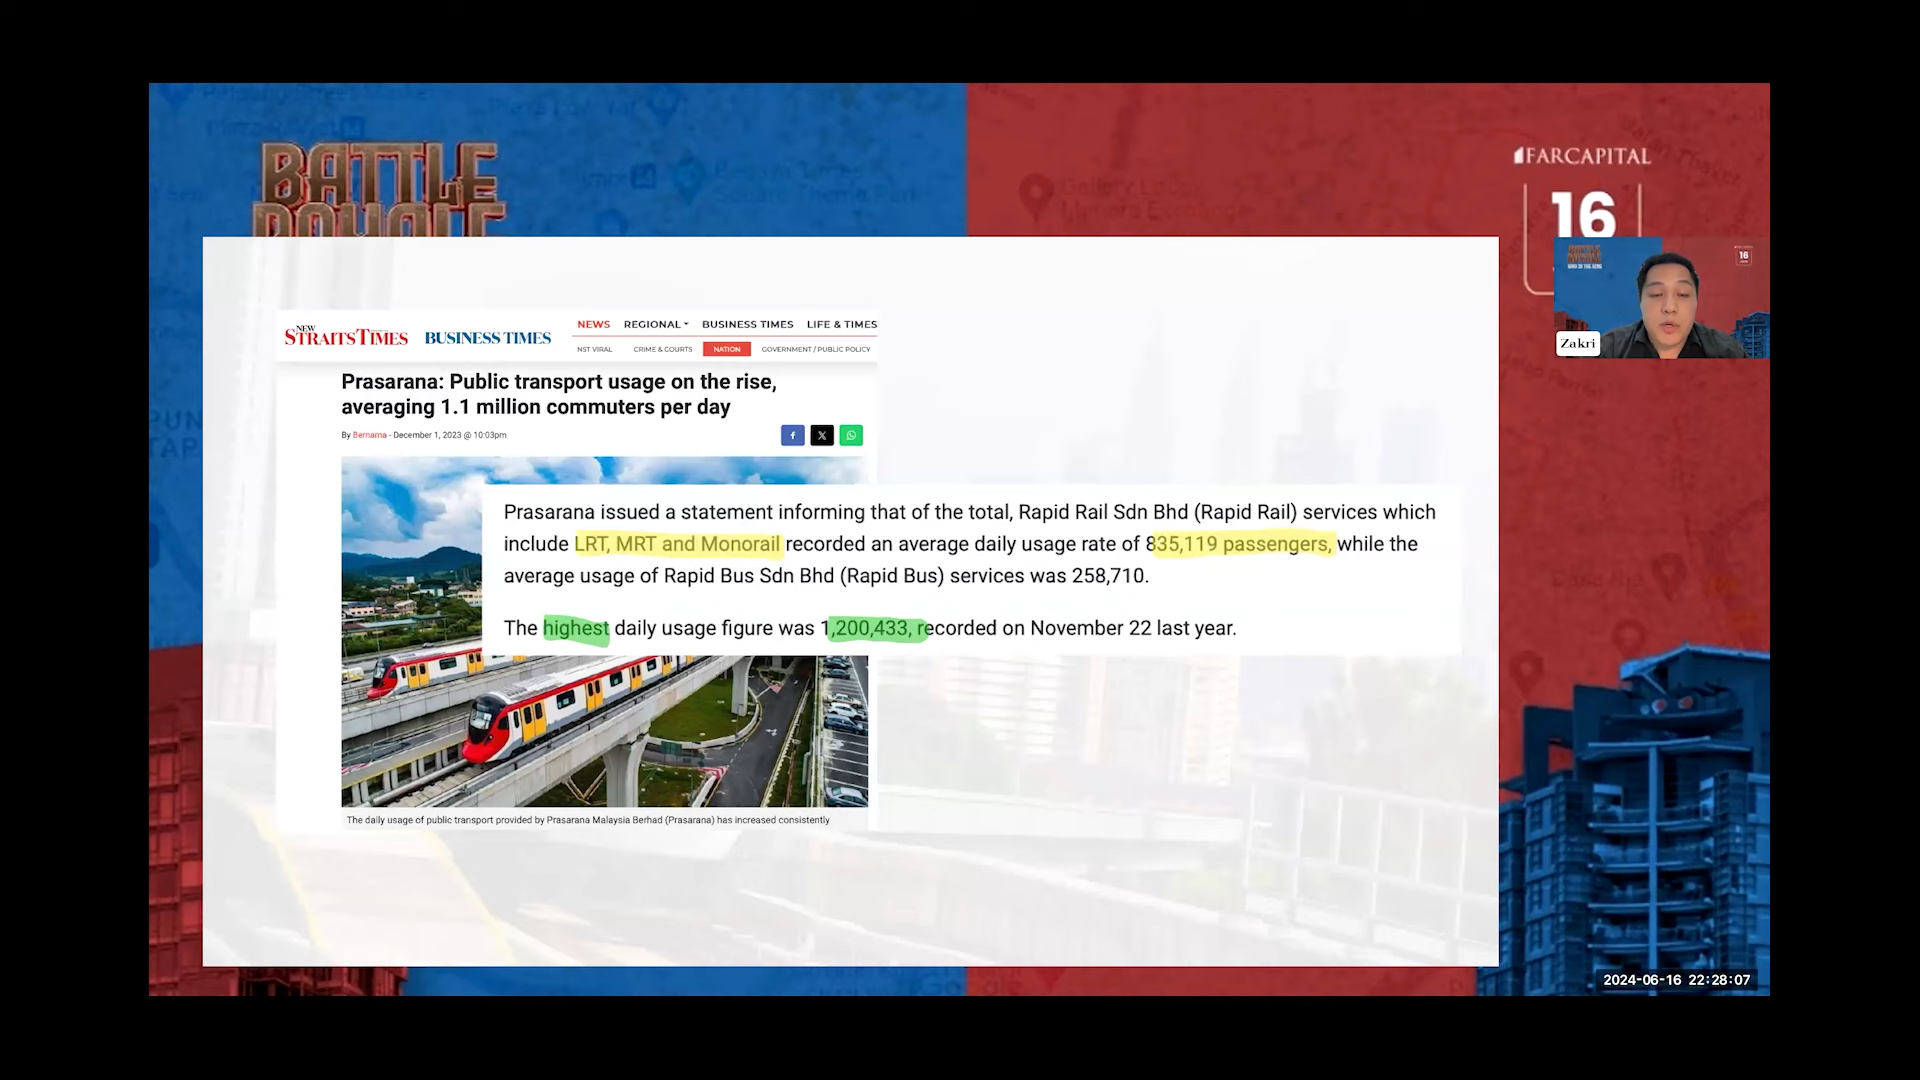 BATTLE
ROYALE
FARCAPITAL
16
NEW
STRAITS TIMES
BUSINESS TIMES
NEWS REGIONAL BUSINESS TIMES LIFE & TIMES
NST VIRAL CRIME & COURTS NATION GOVERNMENT / PUBLIC POLICY
Prasarana: Public transport usage on the rise,
averaging 1.1 million commuters per day
By Bernama - December 1, 2023 @ 10:03pm
Prasarana issued a statement informing that of the total, Rapid Rail Sdn Bhd (Rapid Rail) services which
include LRT, MRT and Monorail recorded an average daily usage rate of 835,119 passengers, while the
average usage of Rapid Bus Sdn Bhd (Rapid Bus) services was 258,710.
The highest daily usage figure was 1,200,433, recorded on November 22 last year.
The daily usage of public transport provided by Prasarana Malaysia Berhad (Prasarana) has increased consistently
16
Zakri
2024-06-16 22:28:07